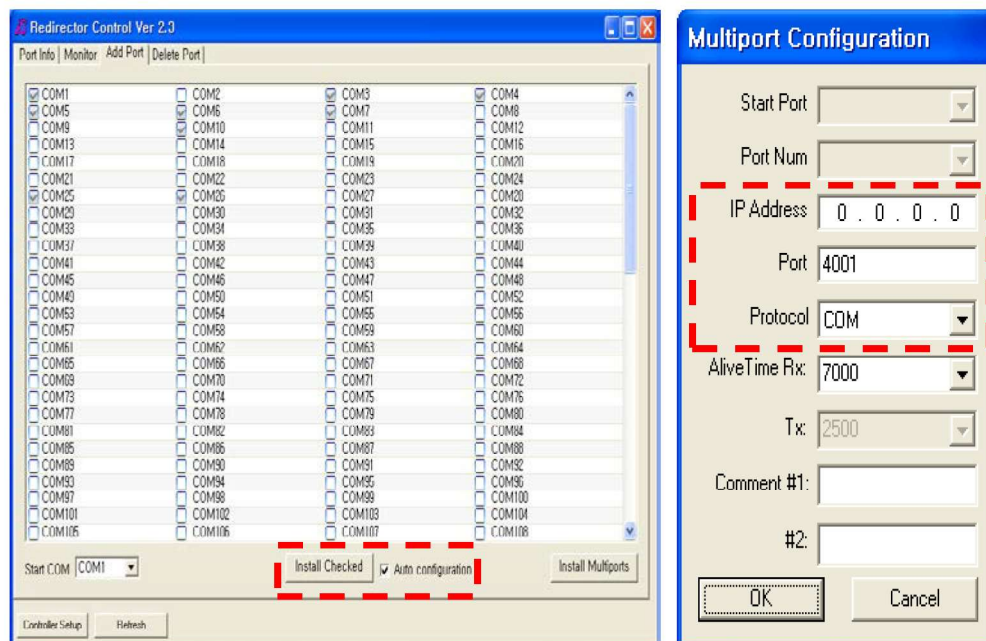 Redirector Control Ver 2.3
Port Info Monitor Add Port Delete Port
COM1 COM2 COM3 COM4
COM5 COM6 COM7 COM8
COM9 COM10 COM11 COM12
COM13 COM14 COM15 COM16
COM17 COM18 COM19 COM20
COM21 COM22 COM23 COM24
COM25 COM26 COM27 COM28
COM29 COM30 COM31 COM32
COM33 COM34 COM35 COM36
COM37 COM38 COM39 COM40
COM41 COM42 COM43 COM44
COM45 COM46 COM47 COM48
COM49 COM50 COM51 COM52
COM53 COM54 COM55 COM56
COM57 COM58 COM59 COM60
COM61 COM62 COM63 COM64
COM65 COM66 COM67 COM68
COM69 COM70 COM71 COM72
COM73 COM74 COM75 COM76
COM77 COM78 COM79 COM80
COM81 COM82 COM83 COM84
COM85 COM86 COM87 COM88
COM89 COM90 COM91 COM92
COM93 COM94 COM95 COM96
COM97 COM98 COM99 COM100
COM101 COM102 COM103 COM104
COM105 COM106 COM107 COM108
Start COM COM1 Install Checked Auto configuration Install Multiports
Controller Setup Refresh
Multiport Configuration
Start Port
Port Num
IP Address 0 . 0 . 0 . 0
Port 4001
Protocol COM
AliveTime Rx: 7000
Tx: 2500
Comment #1:
#2:
OK Cancel